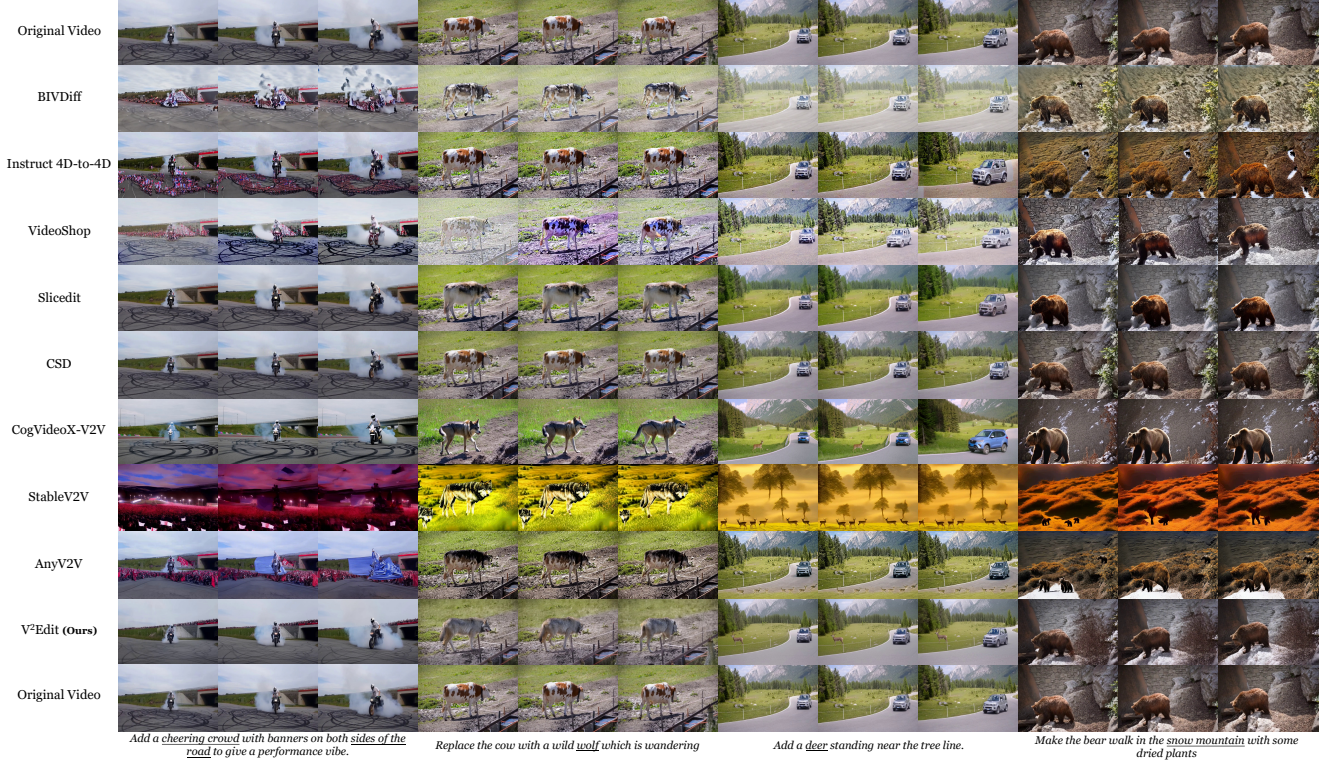 Original Video
BIVDiff
Instruct 4D-to-4D
VideoShop
Slicedit
CSD
CogVideoX-V2V
StableV2V
AnyV2V
V²Edit (Ours)
Original Video
Add a cheering crowd with banners on both sides of the
road to give a performance vibe.
Replace the cow with a wild wolf which is wandering
Add a deer standing near the tree line.
Make the bear walk in the snow mountain with some
dried plants